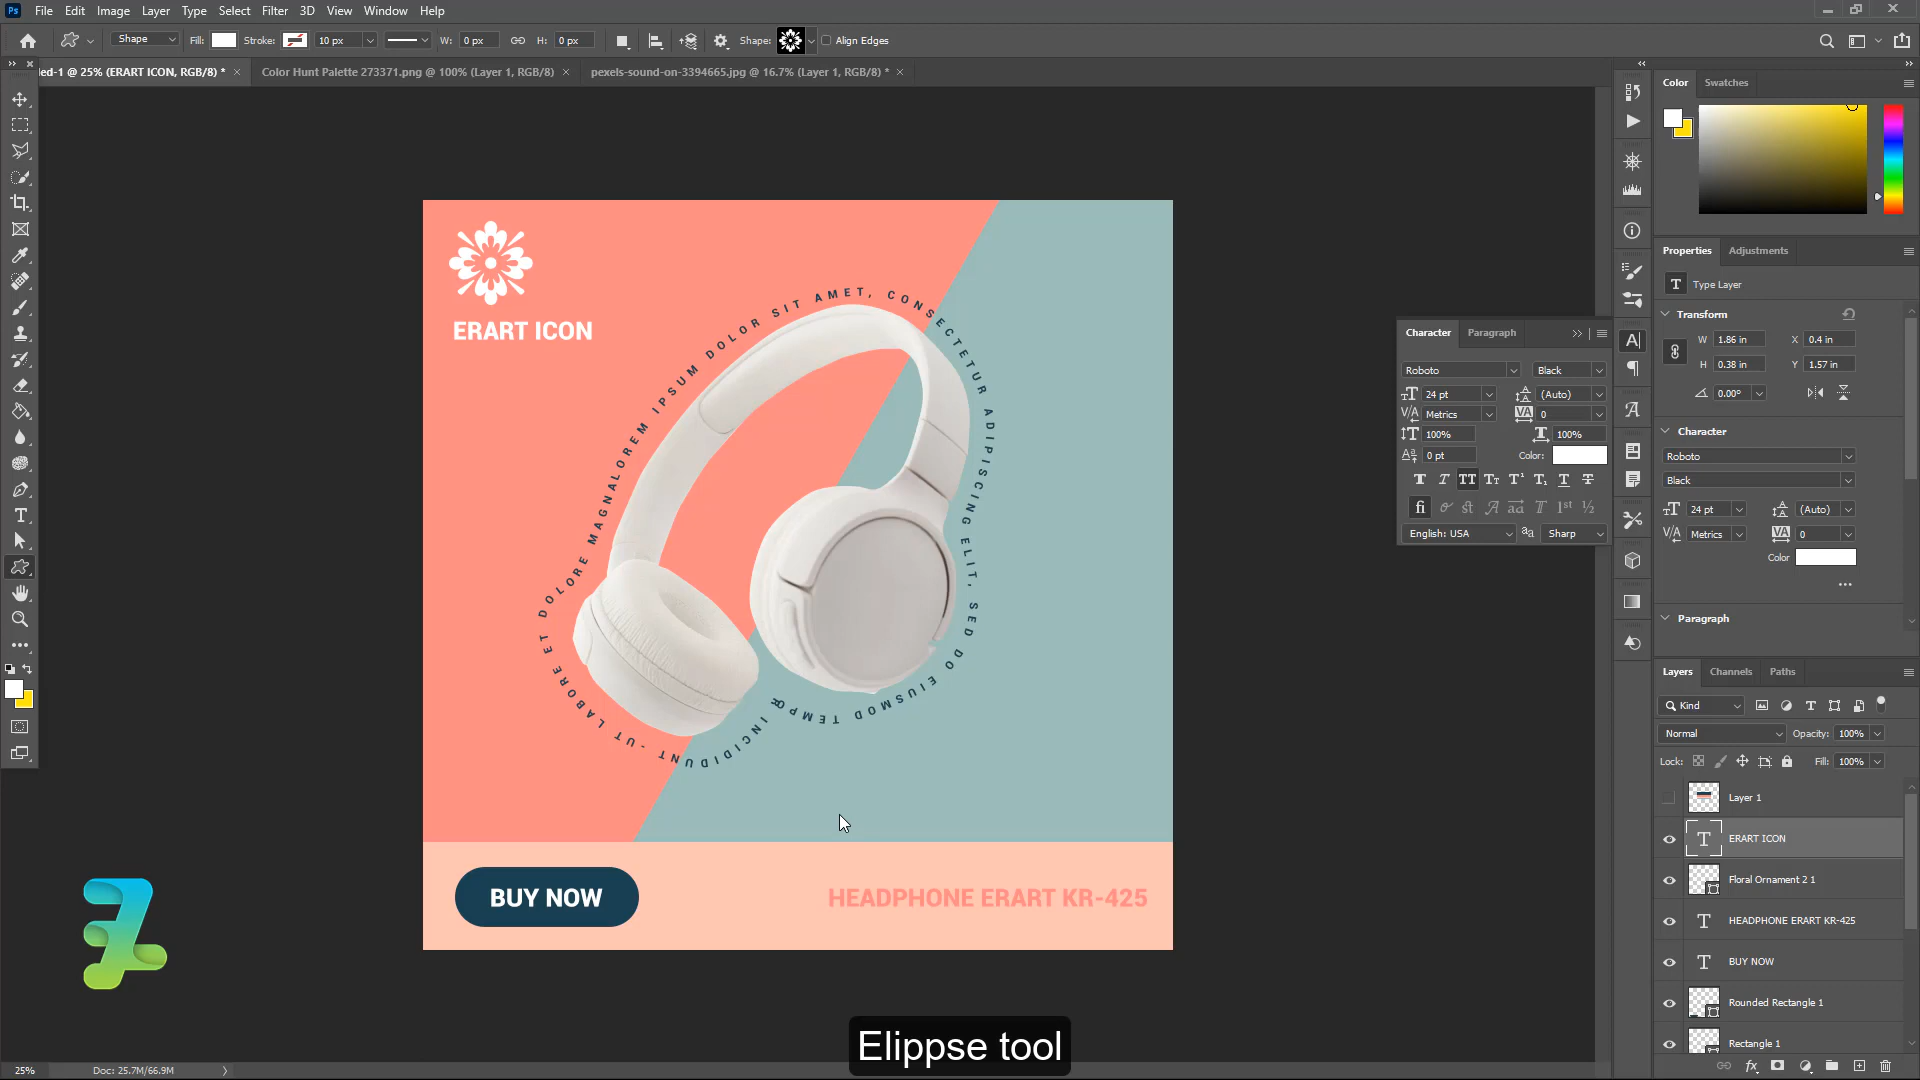 Ps File Edit Image Layer Type Select Filter 3D View Window Help
Shape Fill: Stroke: 10 px W: 0 px H: 0 px Shape: Align Edges
led-1 @ 25% (ERART ICON, RGB/8) * Color Hunt Palette 273371.png @ 100% (Layer 1, RGB/8) pexels-sound-on-3394665.jpg @ 16.7% (Layer 1, RGB/8) *
ERART ICON
LOREM IPSUM DOLOR SIT AMET, CONSECTETUR ADIPISCING ELIT, SED DO EIUSMOD TEMPOR INCIDIDUNT - UT LABORE ET DOLORE MAGNA
BUY NOW
HEADPHONE ERART KR-425
Elippse tool
25% Doc: 25.7M/66.9M
Character Paragraph
Roboto Black
24 pt (Auto)
Metrics 0
100% 100%
0 pt Color:
English: USA aa Sharp
Color Swatches
Properties Adjustments
T Type Layer
Transform
W 1.86 in X 0.4 in
H 0.38 in Y 1.57 in
0.00°
Character
Roboto
Black
24 pt (Auto)
Metrics 0
Color
Paragraph
Layers Channels Paths
Kind
Normal Opacity: 100%
Lock: Fill: 100%
Layer 1
ERART ICON
Floral Ornament 2 1
HEADPHONE ERART KR-425
BUY NOW
Rounded Rectangle 1
Rectangle 1